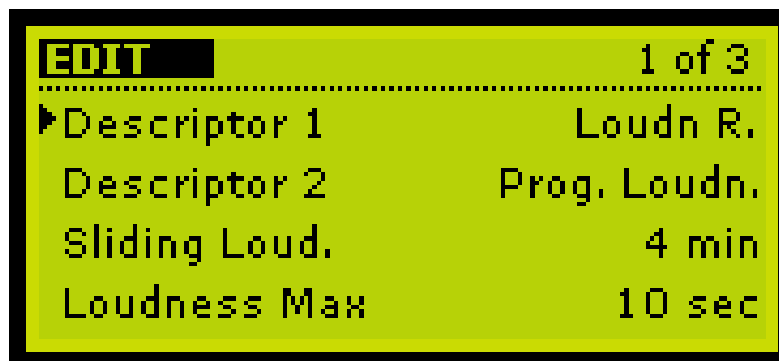 EDIT 1 of 3
Descriptor 1 Loudn R.
Descriptor 2 Prog. Loudn.
Sliding Loud. 4 min
Loudness Max 10 sec